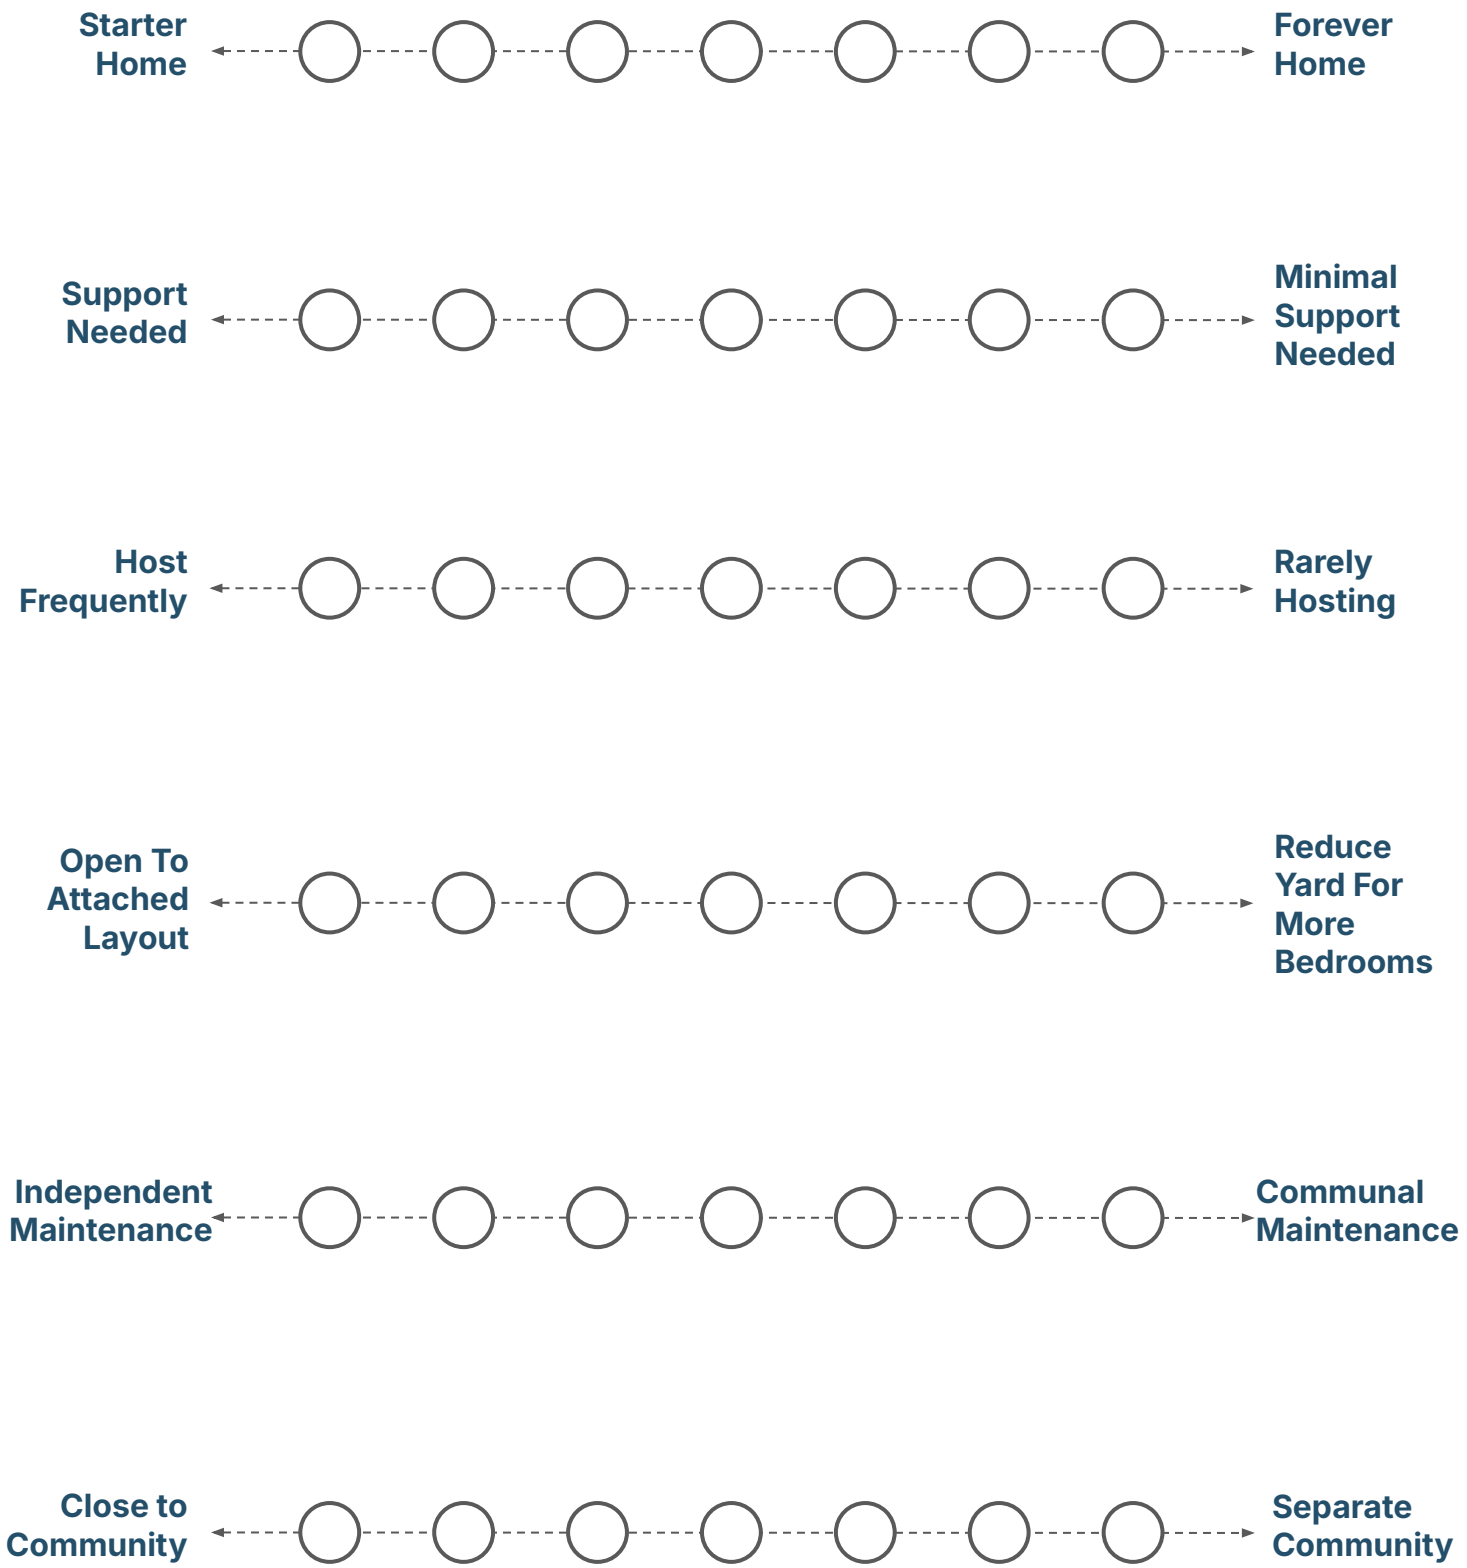 Starter
Home
Forever
Home
Support
Needed
Minimal
Support
Needed
Host
Frequently
Rarely
Hosting
Open To
Attached
Layout
Reduce
Yard For
More
Bedrooms
Independent
Maintenance
Communal
Maintenance
Close to
Community
Separate
Community